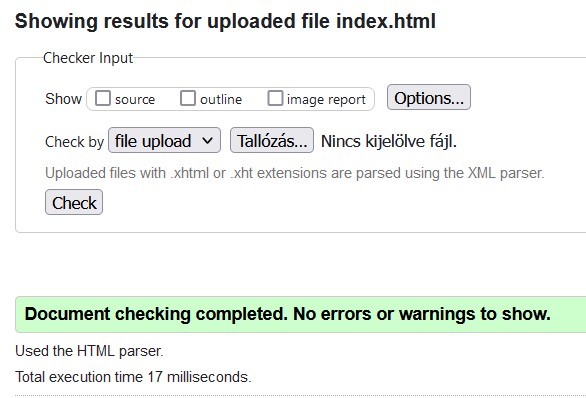 Showing results for uploaded file index.html
Checker Input
Show source outline image report Options...
Check by file upload Tallózás... Nincs kijelölve fájl.
Uploaded files with .xhtml or .xht extensions are parsed using the XML parser.
Check
Document checking completed. No errors or warnings to show.
Used the HTML parser.
Total execution time 17 milliseconds.